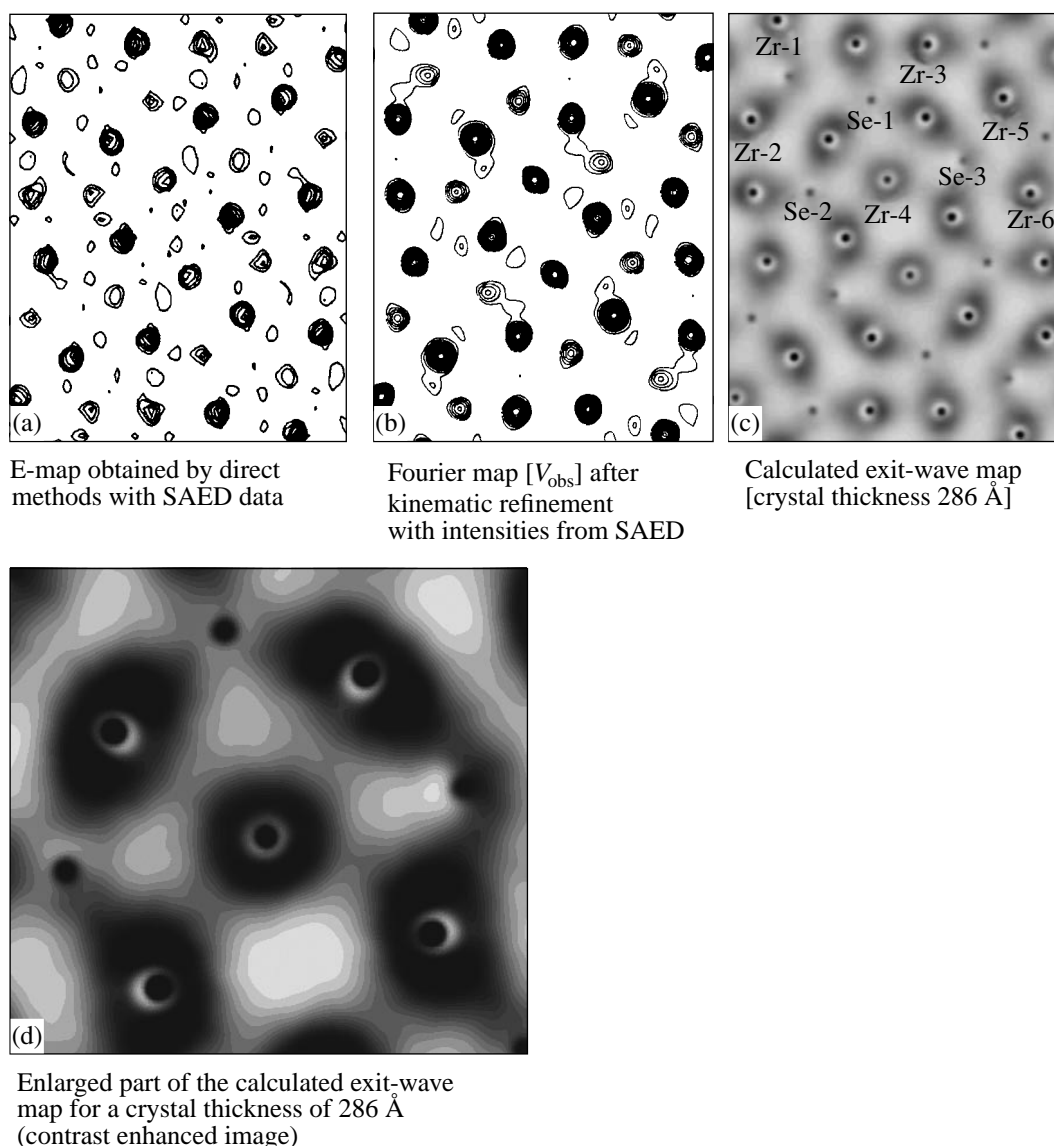 Zr-1
Zr-3
Se-1
Zr-5
Zr-2
Se-3
Se-2
Zr-4
Zr-6
(a)
(b)
(c)
E-map obtained by direct
methods with SAED data
Fourier map [Vobs] after
kinematic refinement
with intensities from SAED
Calculated exit-wave map
[crystal thickness 286 Å]
(d)
Enlarged part of the calculated exit-wave
map for a crystal thickness of 286 Å
(contrast enhanced image)